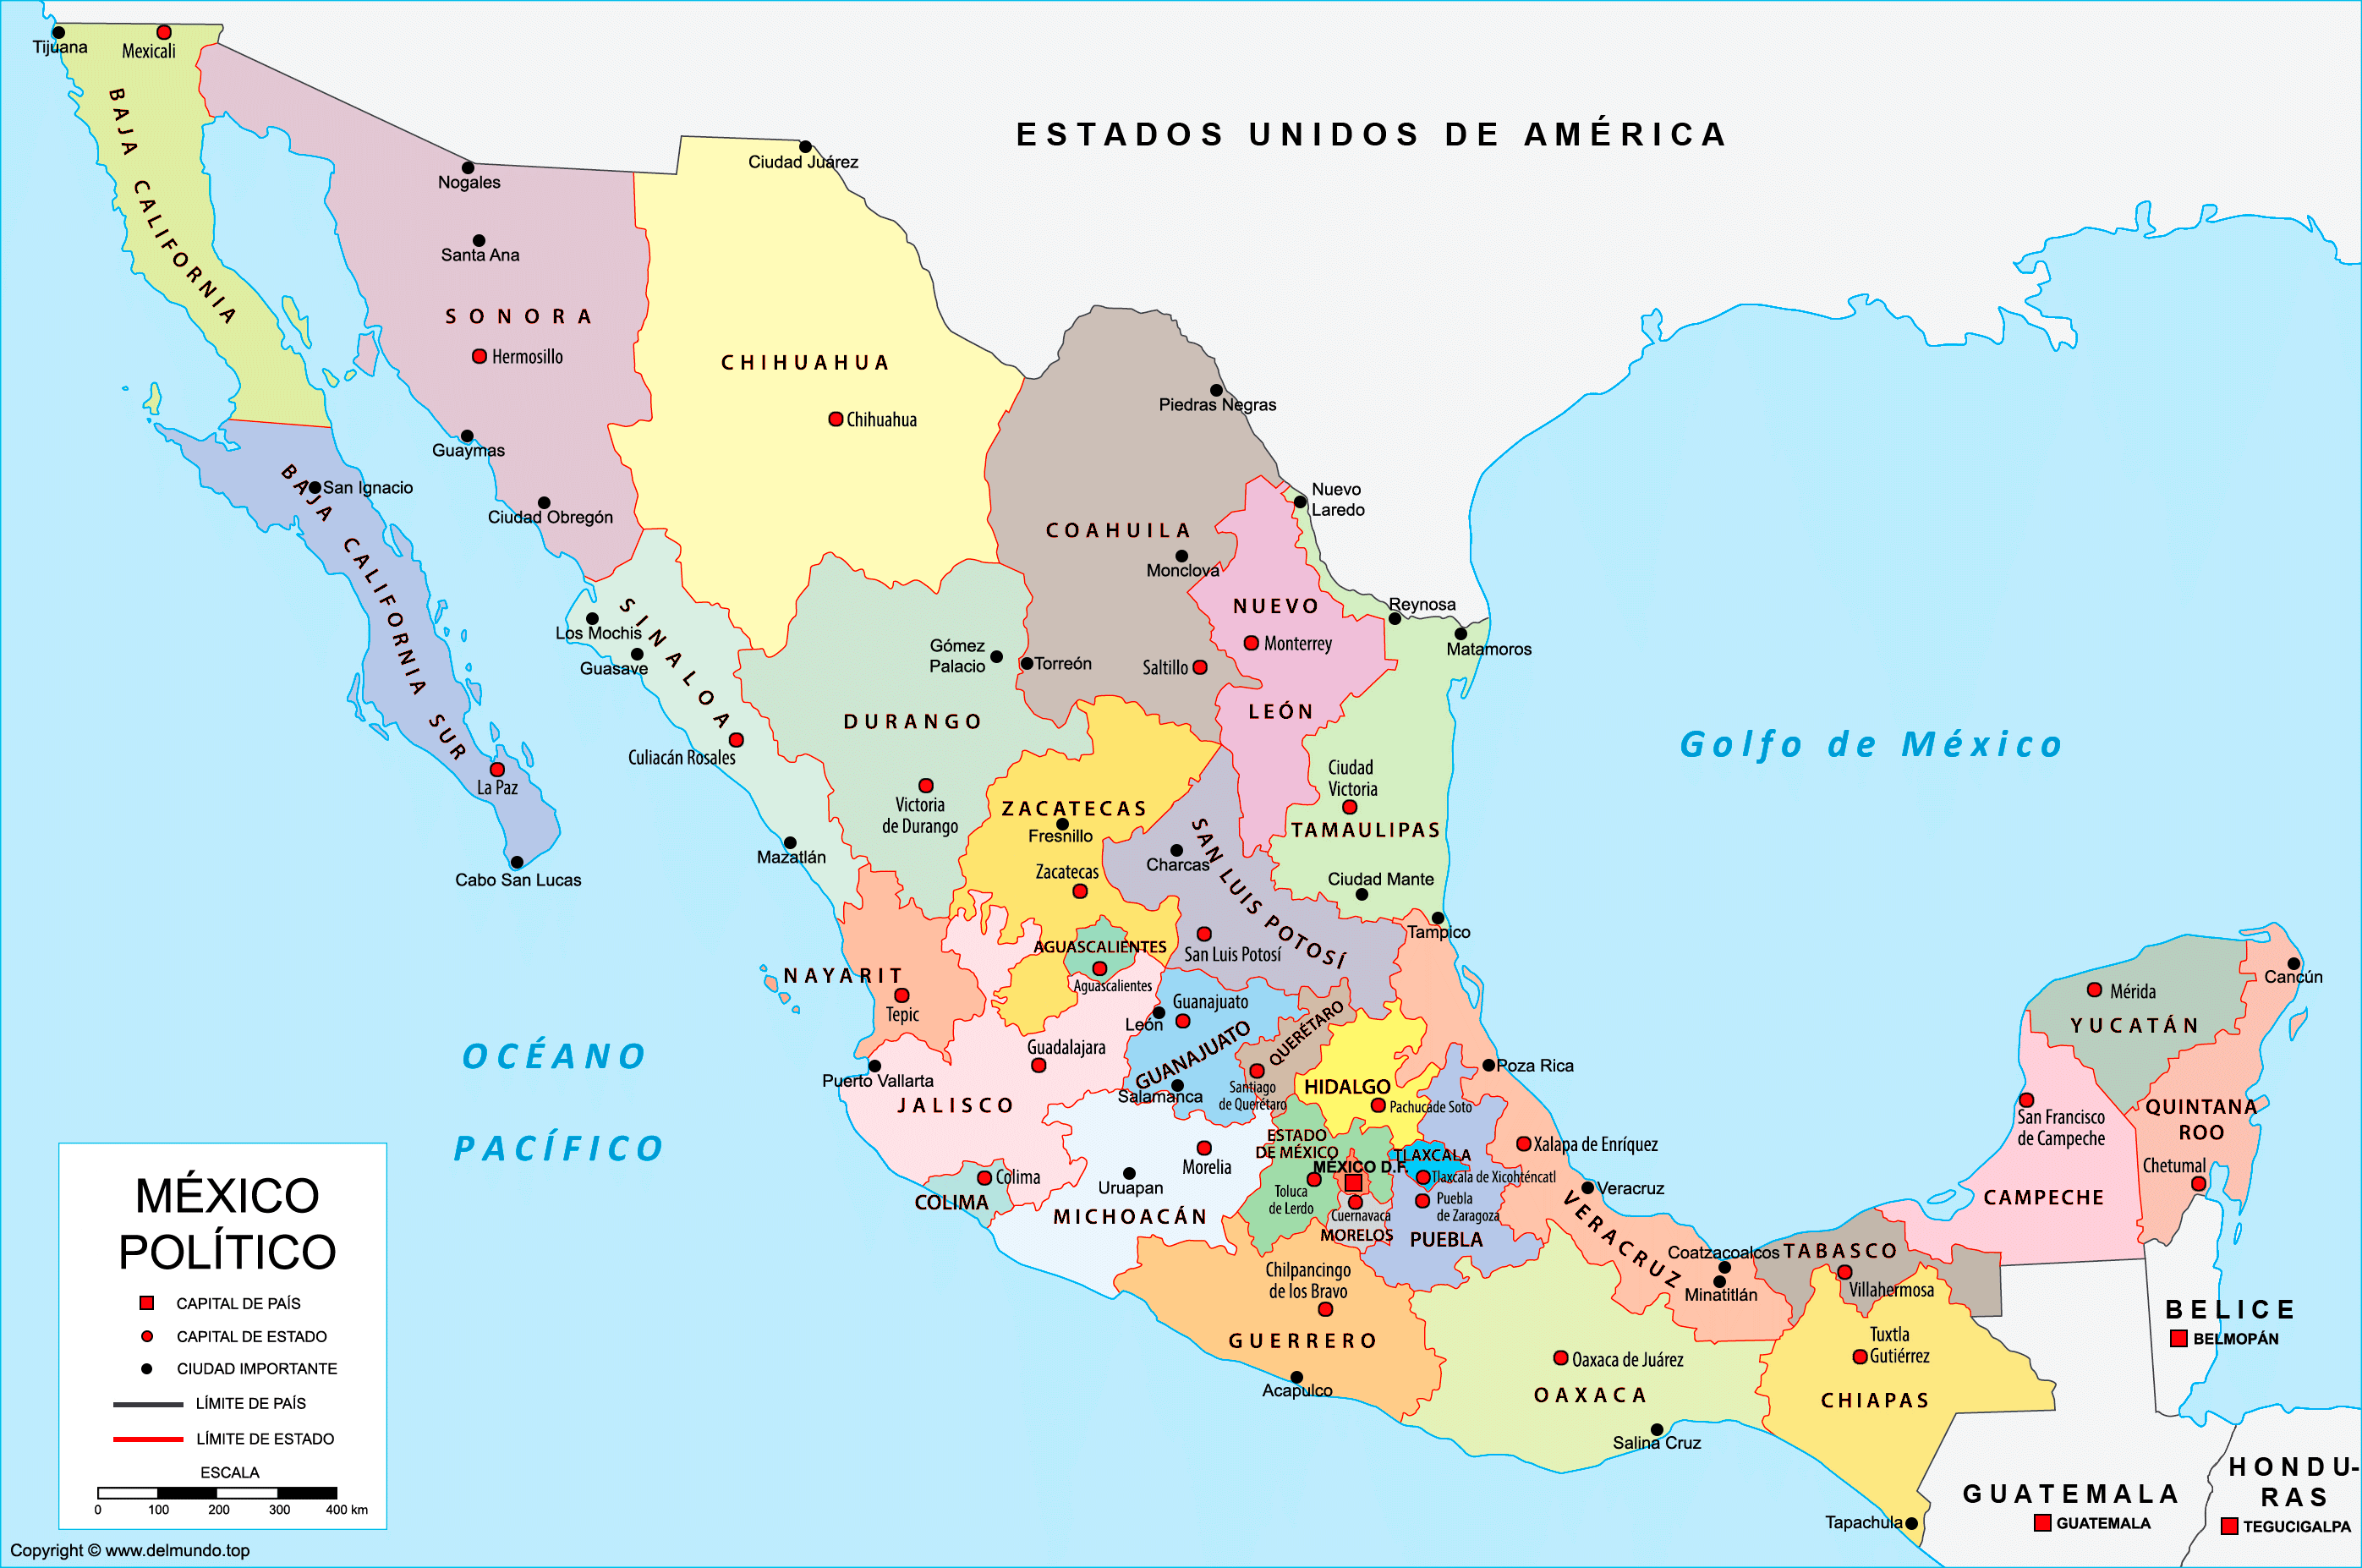 ESTADOS UNIDOS DE AMÉRICA
Tijuana
Mexicali
BAJA CALIFORNIA
Nogales
Santa Ana
SONORA
Hermosillo
Guaymas
Ciudad Obregón
Ciudad Juárez
CHIHUAHUA
Chihuahua
Piedras Negras
COAHUILA
Monclova
Saltillo
Torreón
Nuevo
Laredo
NUEVO
LEÓN
Monterrey
Reynosa
Matamoros
San Ignacio
BAJA CALIFORNIA SUR
La Paz
Cabo San Lucas
SINALOA
Los Mochis
Guasave
Culiacán Rosales
Mazatlán
Gómez
Palacio
DURANGO
Victoria
de Durango
ZACATECAS
Fresnillo
Zacatecas
SAN LUIS POTOSÍ
Charcas
San Luis Potosí
Ciudad
Victoria
TAMAULIPAS
Ciudad Mante
Tampico
Golfo de México
AGUASCALIENTES
Aguascalientes
NAYARIT
Tepic
Guanajuato
León
GUANAJUATO
Salamanca
QUERÉTARO
Santiago
de Querétaro
Guadalajara
Puerto Vallarta
JALISCO
HIDALGO
Pachuca de Soto
Poza Rica
ESTADO
DE MÉXICO
MÉXICO D.F.
Toluca
de Lerdo
TLAXCALA
Tlaxcala de Xicohténcatl
Xalapa de Enríquez
Cuernavaca
MORELOS
Puebla
de Zaragoza
PUEBLA
Veracruz
VERACRUZ
Colima
COLIMA
Morelia
Uruapan
MICHOACÁN
Chilpancingo
de los Bravo
GUERRERO
Acapulco
Oaxaca de Juárez
OAXACA
Salina Cruz
Coatzacoalcos
Minatitlán
TABASCO
Villahermosa
Tuxtla
Gutiérrez
CHIAPAS
Tapachula
Mérida
YUCATÁN
Cancún
QUINTANA
ROO
Chetumal
San Francisco
de Campeche
CAMPECHE
BELICE
BELMOPÁN
GUATEMALA
GUATEMALA
HONDU-
RAS
TEGUCIGALPA
OCÉANO
PACÍFICO
MÉXICO
POLÍTICO
CAPITAL DE PAÍS
CAPITAL DE ESTADO
CIUDAD IMPORTANTE
LÍMITE DE PAÍS
LÍMITE DE ESTADO
ESCALA
0 100 200 300 400 km
Copyright © www.delmundo.top